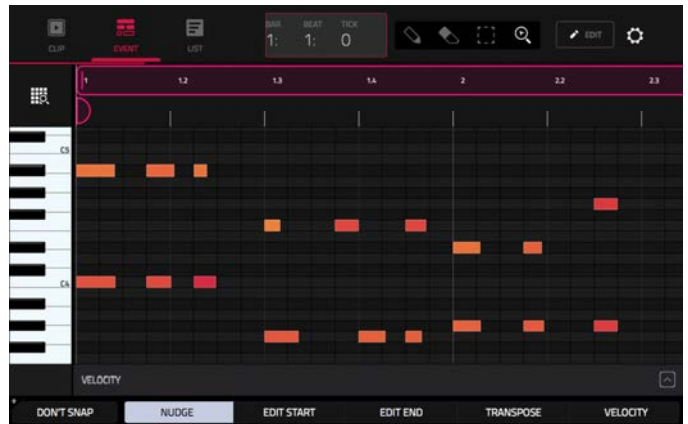 BAR BEAT TICK
1: 1: 0
EDIT
CLIP EVENT LIST
1 1.2 1.3 1.4 2 2.2 2.3
C5
C4
VELOCITY
DON'T SNAP NUDGE EDIT START EDIT END TRANSPOSE VELOCITY